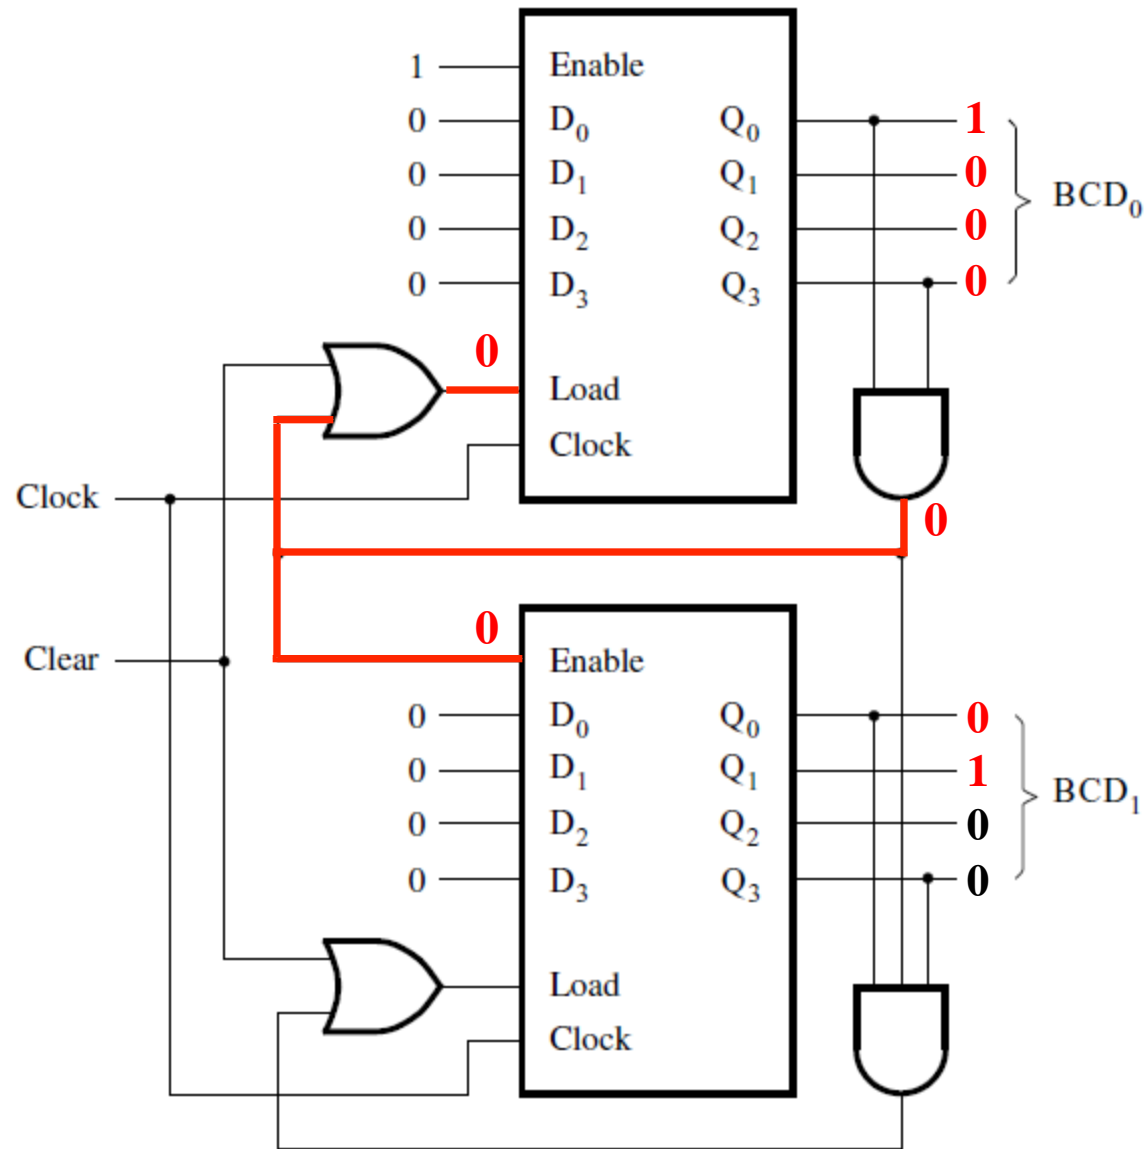 1 Enable
0 D0 Q0 1
0 D1 Q1 0 BCD0
0 D2 Q2 0
0 D3 Q3 0
0
Load
Clock
Clock
0
0
Clear Enable
0 D0 Q0 0
0 D1 Q1 1 BCD1
0 D2 Q2 0
0 D3 Q3 0
Load
Clock